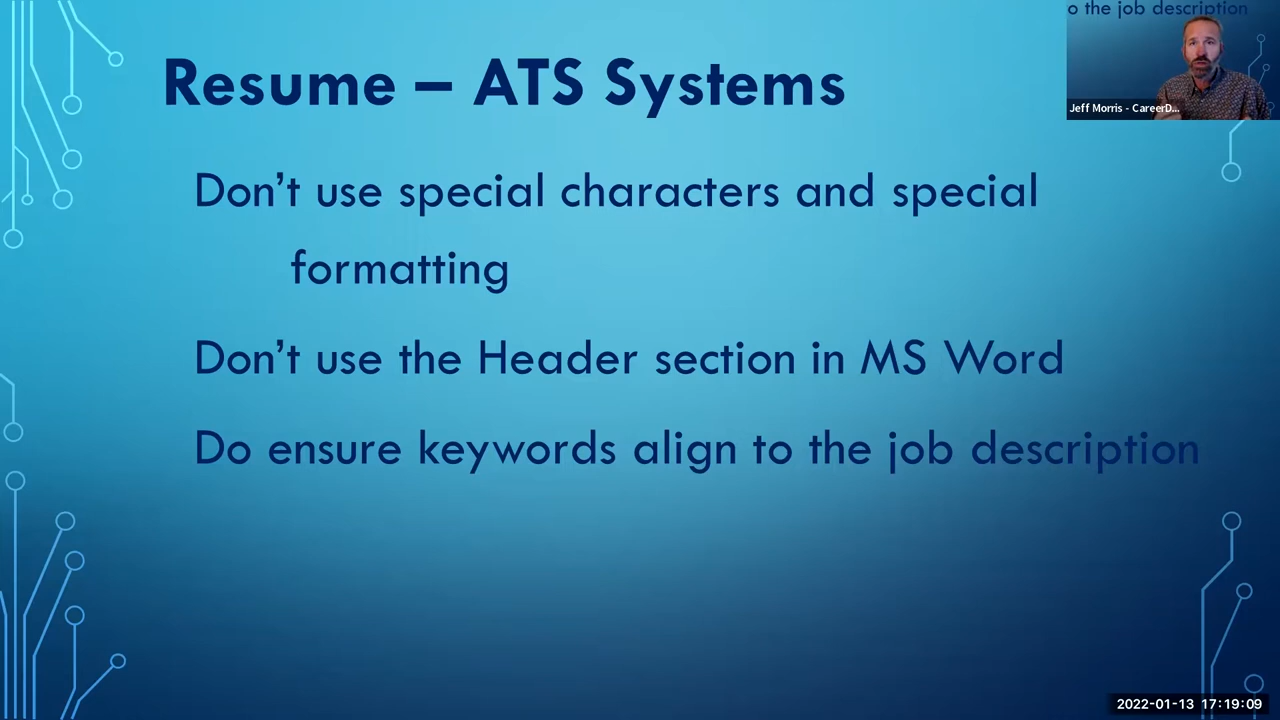 o the job description
Resume – ATS Systems
Jeff Morris - CareerD...
Don't use special characters and special
formatting
Don't use the Header section in MS Word
Do ensure keywords align to the job description
2022-01-13 17:19:09